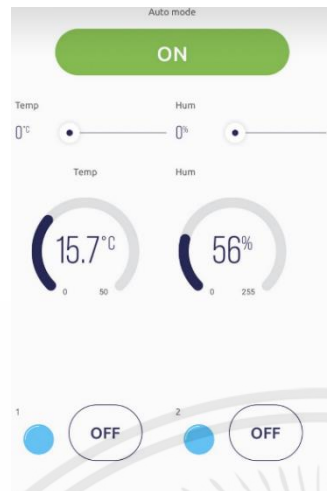 Auto mode
ON
Temp Hum
0°C 0%
Temp Hum
15.7°C 56%
0 50 0 255
1 2
OFF OFF